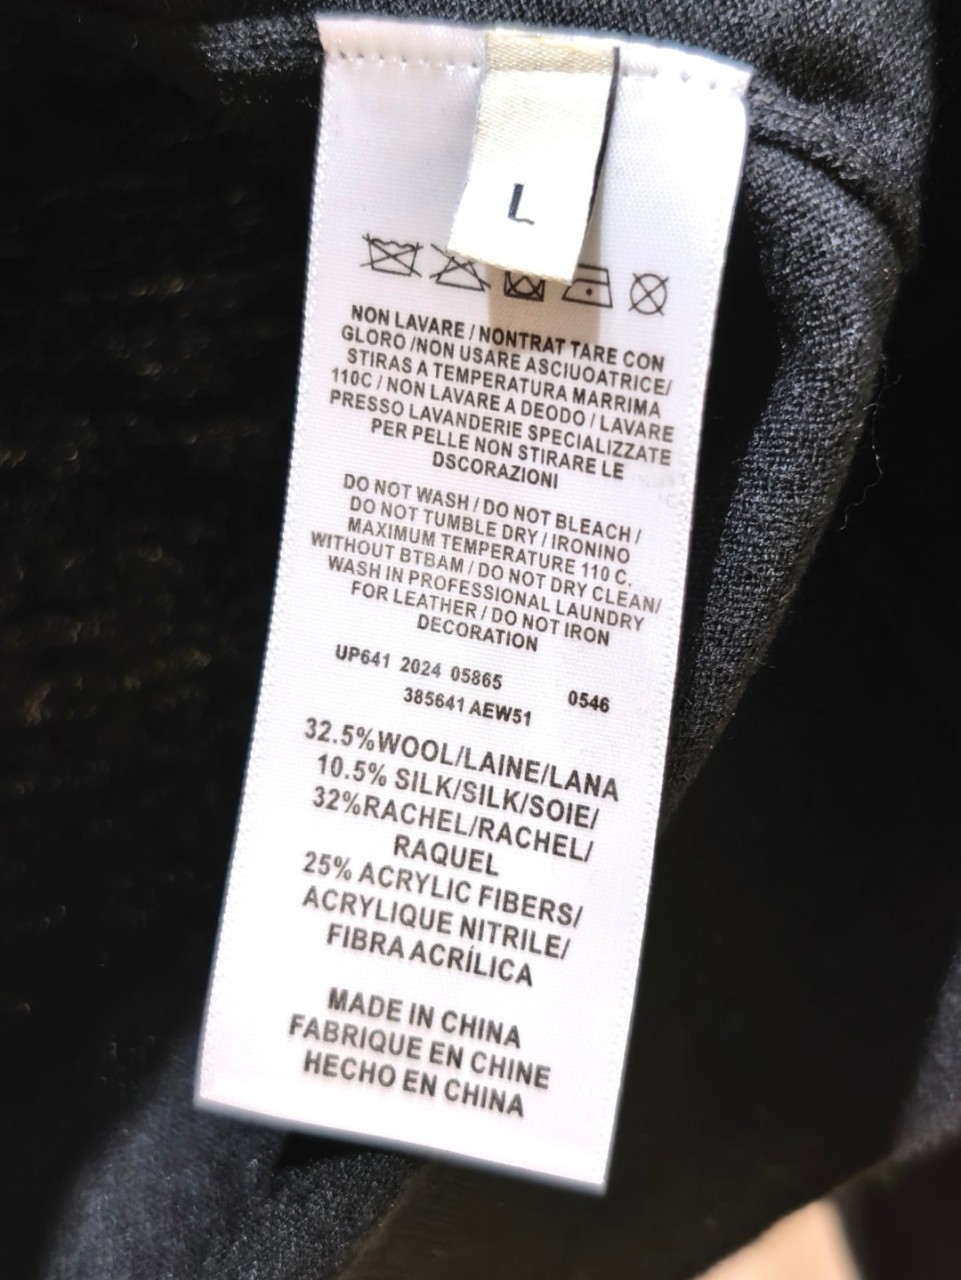 L
NON LAVARE / NONTRAT TARE CON
GLORO /NON USARE ASCIUOATRICE/
STIRAS A TEMPERATURA MARRIMA
110C / NON LAVARE A DEODO / LAVARE
PRESSO LAVANDERIE SPECIALIZZATE
PER PELLE NON STIRARE LE
DSCORAZIONI
DO NOT WASH / DO NOT BLEACH /
DO NOT TUMBLE DRY / IRONINO
MAXIMUM TEMPERATURE 110 C.
WITHOUT BTBAM / DO NOT DRY CLEAN/
WASH IN PROFESSIONAL LAUNDRY
FOR LEATHER / DO NOT IRON
DECORATION
UP641 2024 05865 0546
385641 AEW51
32.5%WOOL/LAINE/LANA
10.5% SILK/SILK/SOIE/
32%RACHEL/RACHEL/
RAQUEL
25% ACRYLIC FIBERS/
ACRYLIQUE NITRILE/
FIBRA ACRÍLICA
MADE IN CHINA
FABRIQUE EN CHINE
HECHO EN CHINA